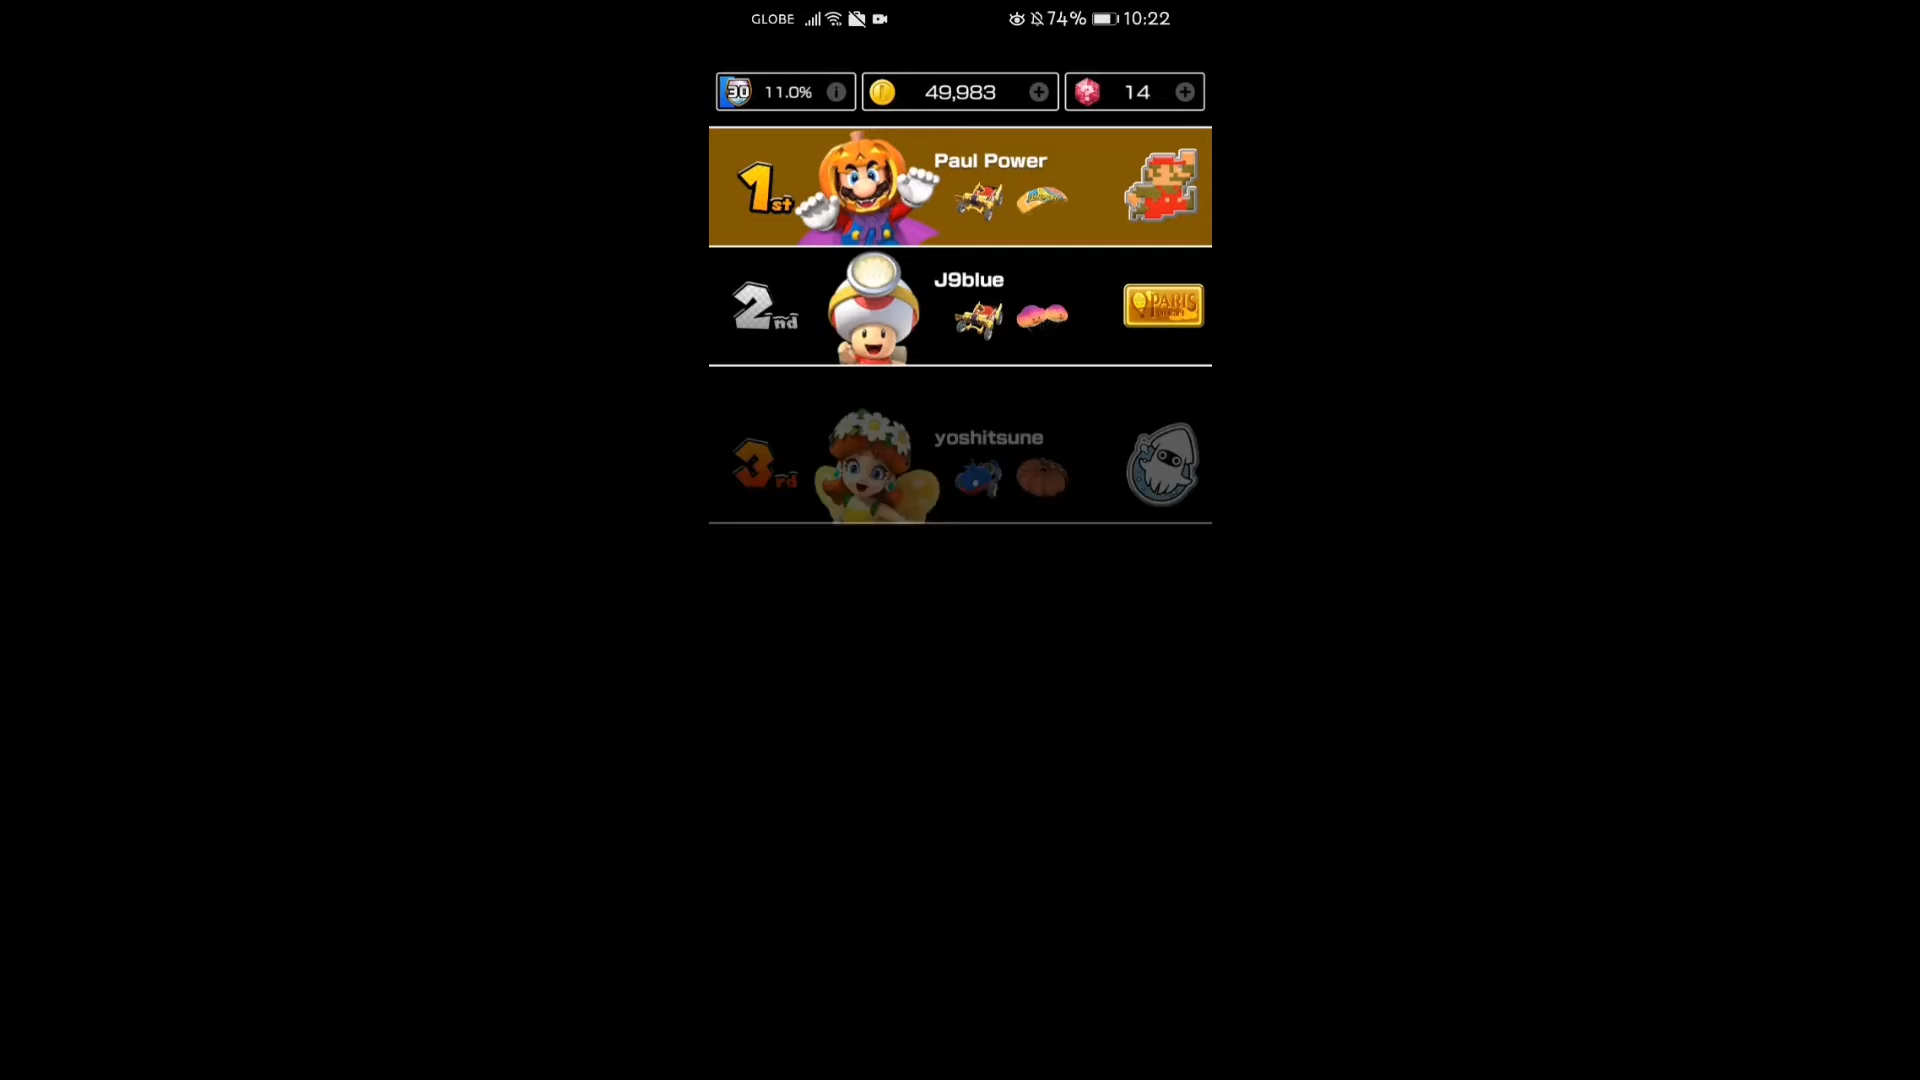 GLOBE 74% 10:22
30 11.0% i 49,983 14
1st Paul Power
2nd J9blue
PARIS
3rd yoshitsune